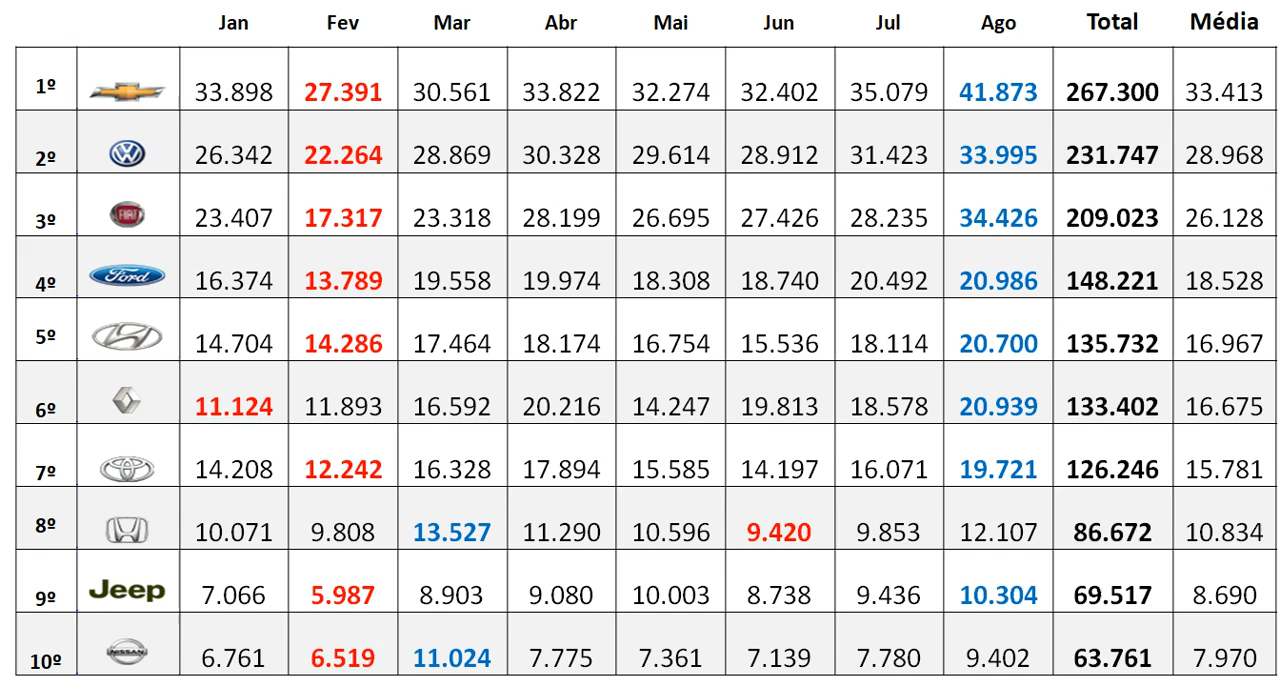 Jan Fev Mar Abr Mai Jun Jul Ago Total Média
1º 33.898 27.391 30.561 33.822 32.274 32.402 35.079 41.873 267.300 33.413
2º VW 26.342 22.264 28.869 30.328 29.614 28.912 31.423 33.995 231.747 28.968
3º FIAT 23.407 17.317 23.318 28.199 26.695 27.426 28.235 34.426 209.023 26.128
4º Ford 16.374 13.789 19.558 19.974 18.308 18.740 20.492 20.986 148.221 18.528
5º 14.704 14.286 17.464 18.174 16.754 15.536 18.114 20.700 135.732 16.967
6º 11.124 11.893 16.592 20.216 14.247 19.813 18.578 20.939 133.402 16.675
7º 14.208 12.242 16.328 17.894 15.585 14.197 16.071 19.721 126.246 15.781
8º 10.071 9.808 13.527 11.290 10.596 9.420 9.853 12.107 86.672 10.834
9º Jeep 7.066 5.987 8.903 9.080 10.003 8.738 9.436 10.304 69.517 8.690
10º NISSAN 6.761 6.519 11.024 7.775 7.361 7.139 7.780 9.402 63.761 7.970